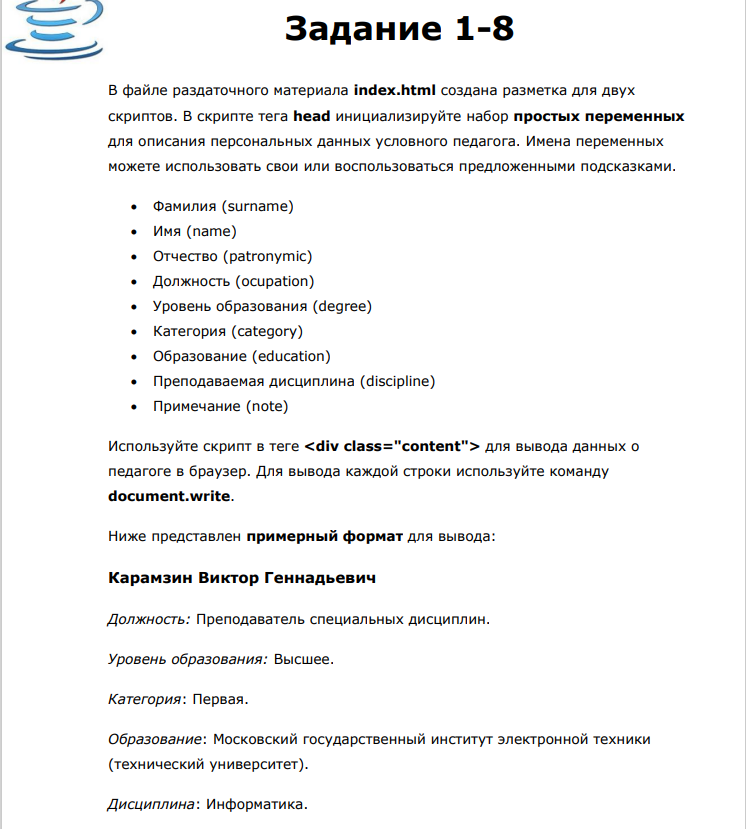 Задание 1-8
В файле раздаточного материала index.html создана разметка для двух
скриптов. В скрипте тега head инициализируйте набор простых переменных
для описания персональных данных условного педагога. Имена переменных
можете использовать свои или воспользоваться предложенными подсказками.
• Фамилия (surname)
• Имя (name)
• Отчество (patronymic)
• Должность (ocupation)
• Уровень образования (degree)
• Категория (category)
• Образование (education)
• Преподаваемая дисциплина (discipline)
• Примечание (note)
Используйте скрипт в теге <div class="content"> для вывода данных о
педагоге в браузер. Для вывода каждой строки используйте команду
document.write.
Ниже представлен примерный формат для вывода:
Карамзин Виктор Геннадьевич
Должность: Преподаватель специальных дисциплин.
Уровень образования: Высшее.
Категория: Первая.
Образование: Московский государственный институт электронной техники
(технический университет).
Дисциплина: Информатика.